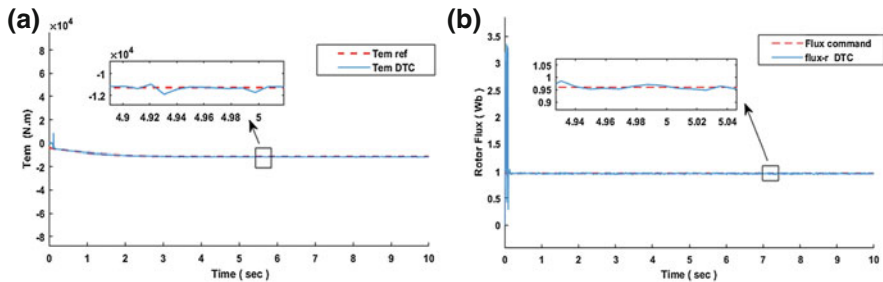 (a)
×10⁴
8
6
4
2
0
-2
-4
-6
-8
Tem (N.m)
0 1 2 3 4 5 6 7 8 9 10
Time ( sec )
×10⁴
-1
-1.2
4.9 4.92 4.94 4.96 4.98 5
Tem ref
Tem DTC
(b)
3.5
3
2.5
2
1.5
1
0.5
0
Rotor Flux ( Wb )
0 1 2 3 4 5 6 7 8 9 10
Time ( sec )
1.05
1
0.95
0.9
4.94 4.96 4.98 5 5.02 5.04
Flux command
flux-r DTC